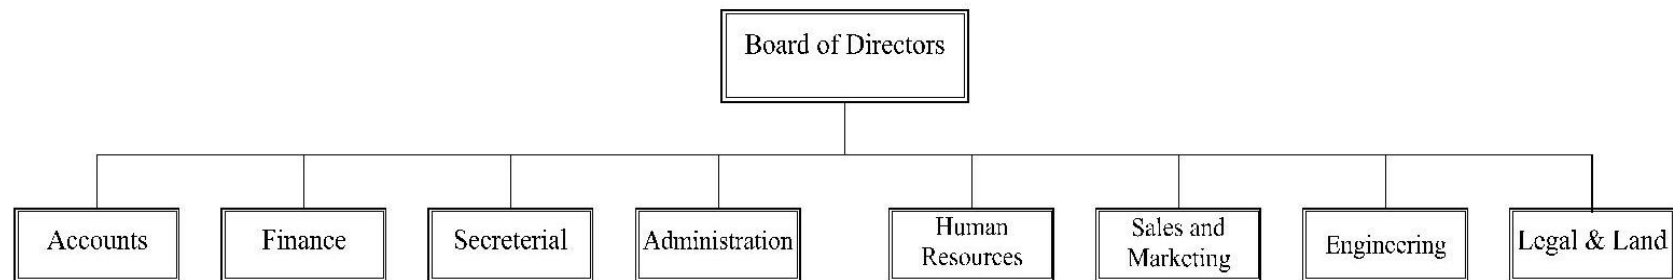 Board of Directors
Accounts
Finance
Secreterial
Administration
Human
Resources
Sales and
Marketing
Engineering
Legal & Land